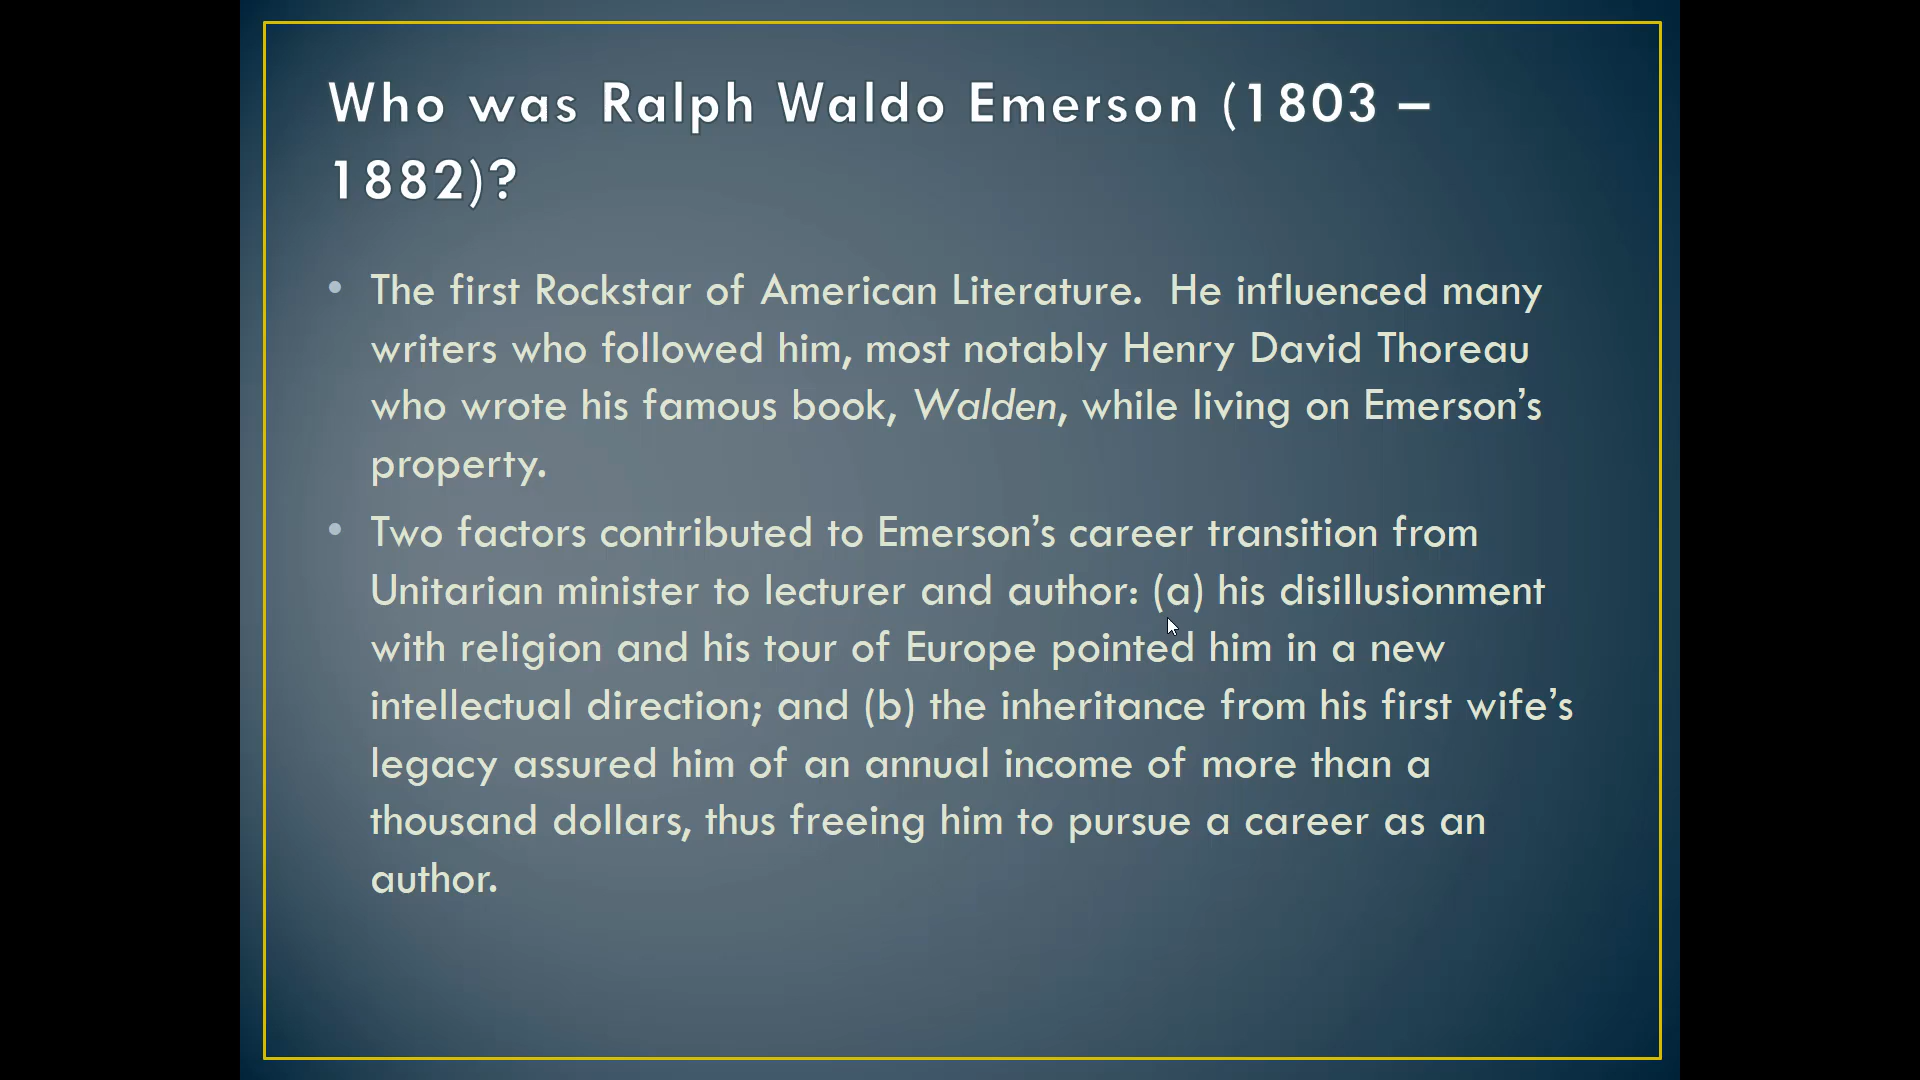 Who was Ralph Waldo Emerson (1803 –
1882)?
• The first Rockstar of American Literature.  He influenced many
writers who followed him, most notably Henry David Thoreau
who wrote his famous book, Walden, while living on Emerson’s
property.
• Two factors contributed to Emerson’s career transition from
Unitarian minister to lecturer and author: (a) his disillusionment
with religion and his tour of Europe pointed him in a new
intellectual direction; and (b) the inheritance from his first wife’s
legacy assured him of an annual income of more than a
thousand dollars, thus freeing him to pursue a career as an
author.